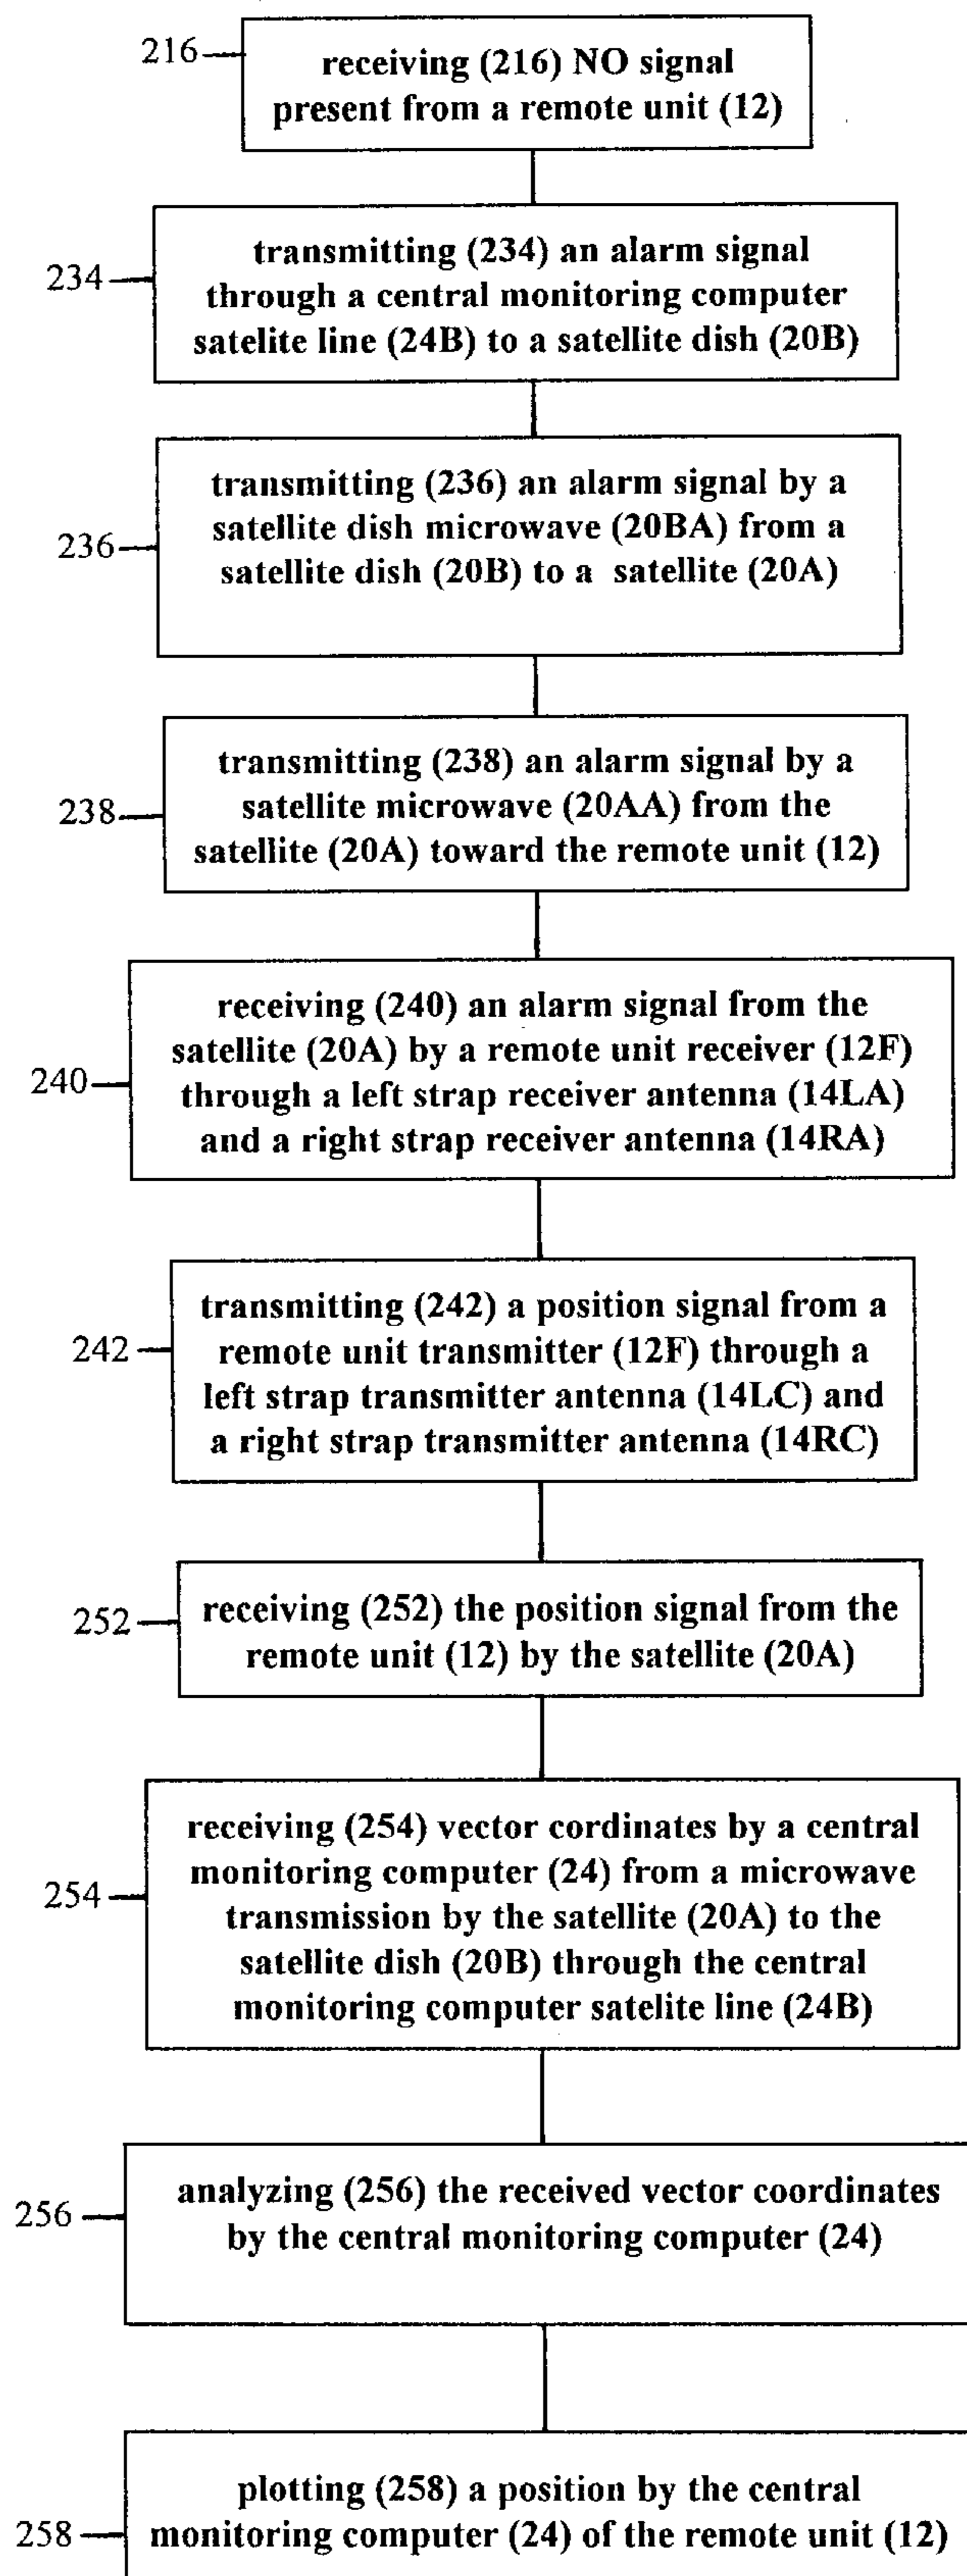 216
receiving (216) NO signal
present from a remote unit (12)
234
transmitting (234) an alarm signal
through a central monitoring computer
satelite line (24B) to a satellite dish (20B)
236
transmitting (236) an alarm signal by a
satellite dish microwave (20BA) from a
satellite dish (20B) to a satellite (20A)
238
transmitting (238) an alarm signal by a
satellite microwave (20AA) from the
satellite (20A) toward the remote unit (12)
240
receiving (240) an alarm signal from the
satellite (20A) by a remote unit receiver (12F)
through a left strap receiver antenna (14LA)
and a right strap receiver antenna (14RA)
242
transmitting (242) a position signal from a
remote unit transmitter (12F) through a
left strap transmitter antenna (14LC) and
a right strap transmitter antenna (14RC)
252
receiving (252) the position signal from the
remote unit (12) by the satellite (20A)
254
receiving (254) vector cordinates by a central
monitoring computer (24) from a microwave
transmission by the satellite (20A) to the
satellite dish (20B) through the central
monitoring computer satelite line (24B)
256
analyzing (256) the received vector coordinates
by the central monitoring computer (24)
258
plotting (258) a position by the central
monitoring computer (24) of the remote unit (12)